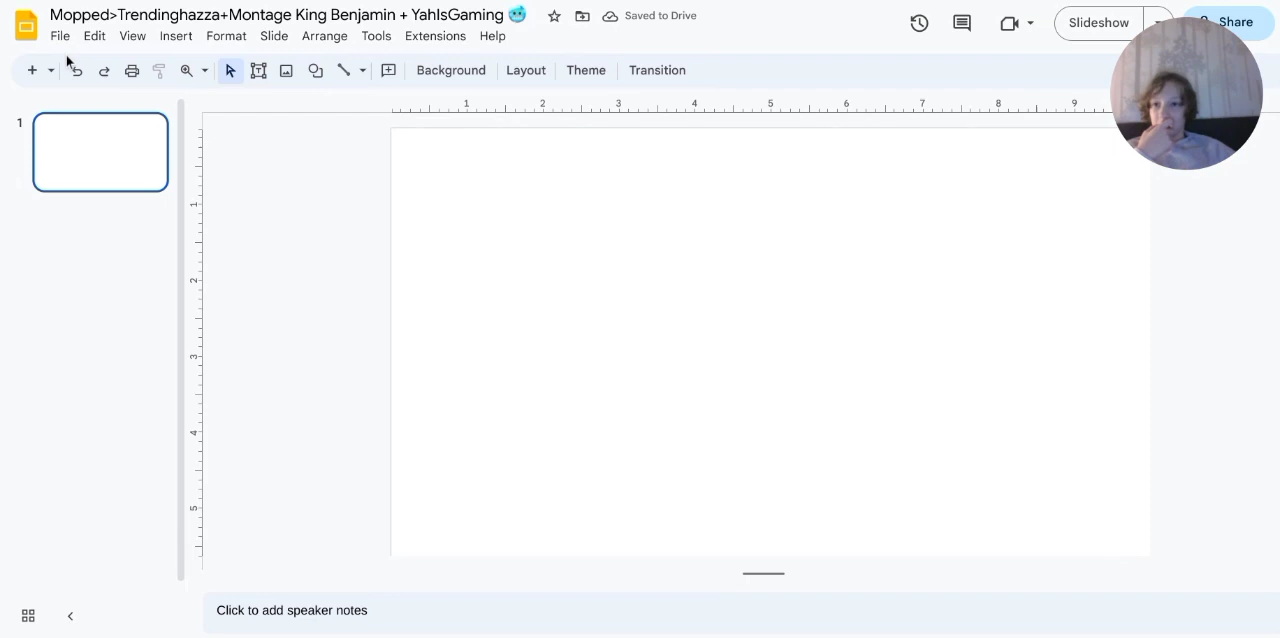 Mopped>Trendinghazza+Montage King Benjamin + YahIsGaming 🥶
Saved to Drive
Slideshow
Share
File Edit View Insert Format Slide Arrange Tools Extensions Help
Background Layout Theme Transition
1 2 3 4 5 6 7 8 9
1
1
2
3
4
5
Click to add speaker notes